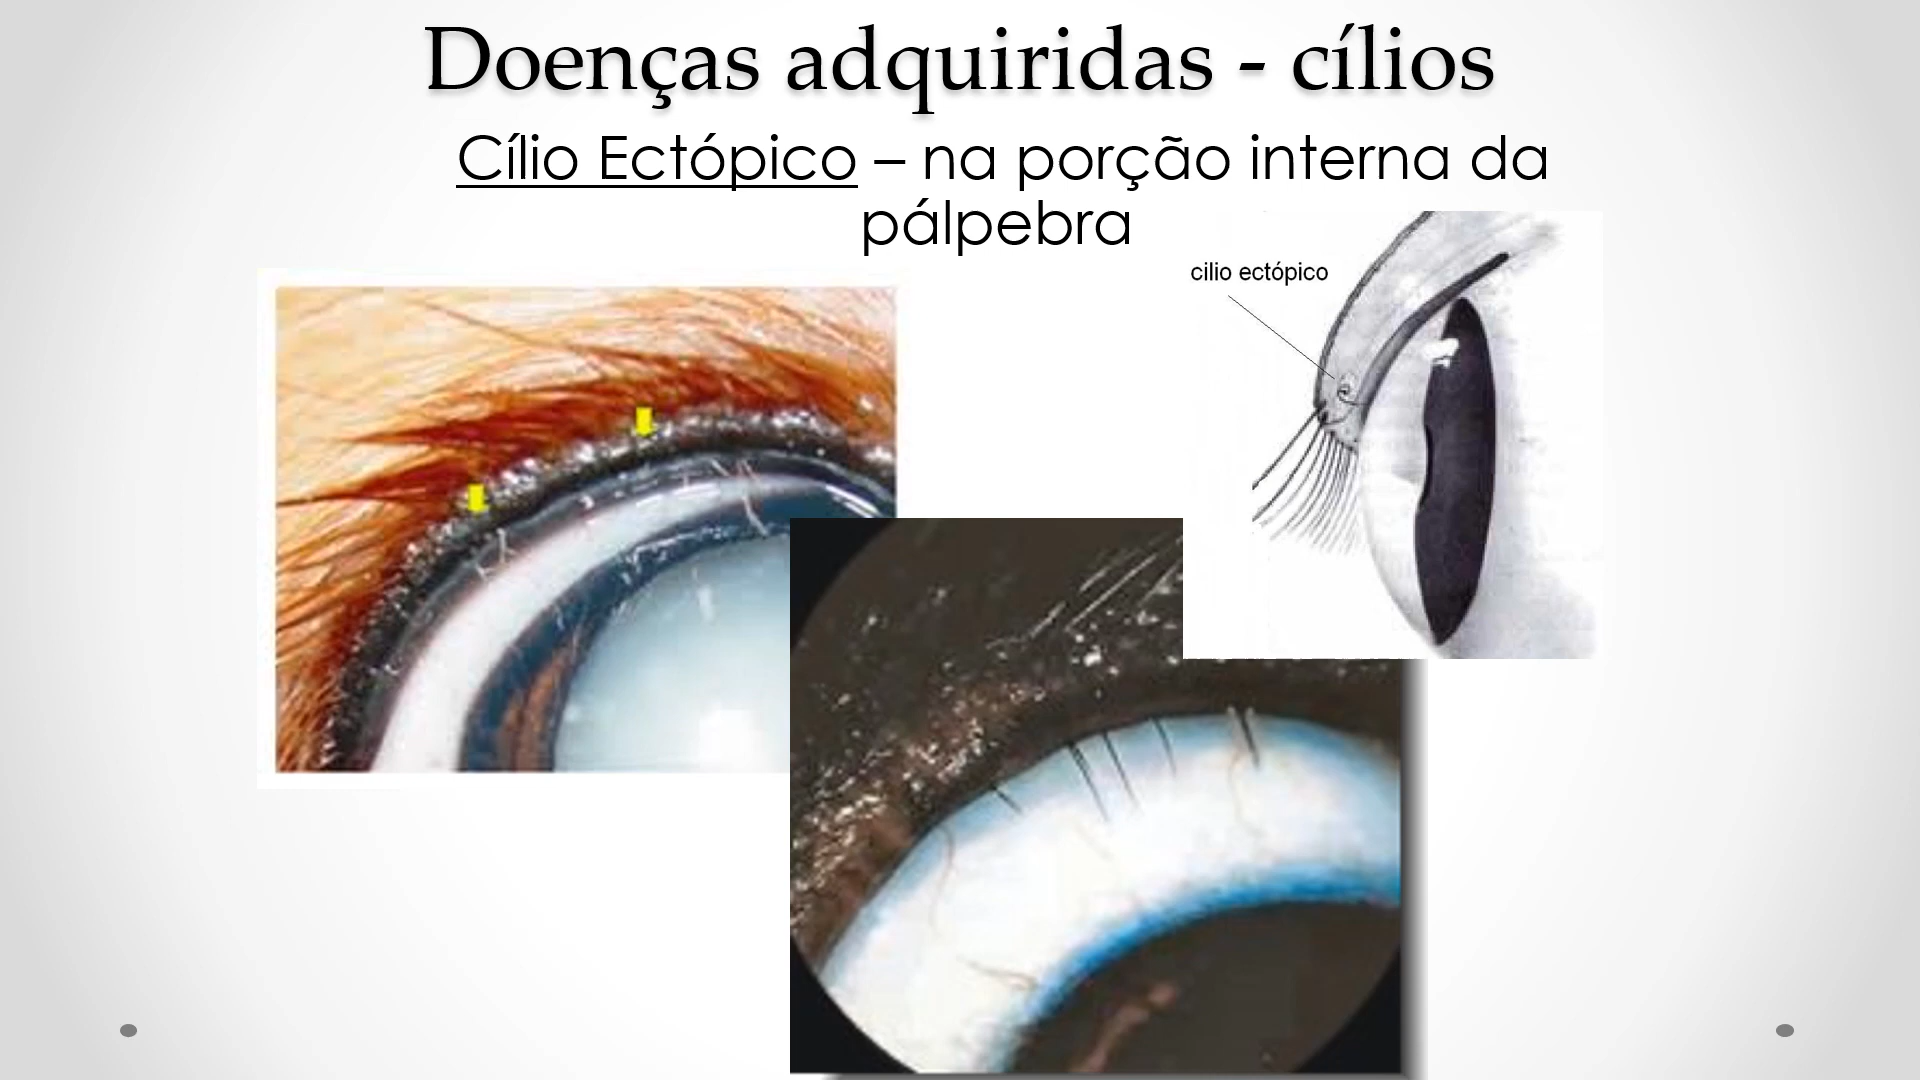 Doenças adquiridas - cílios
Cílio Ectópico – na porção interna da
pálpebra
cilio ectópico